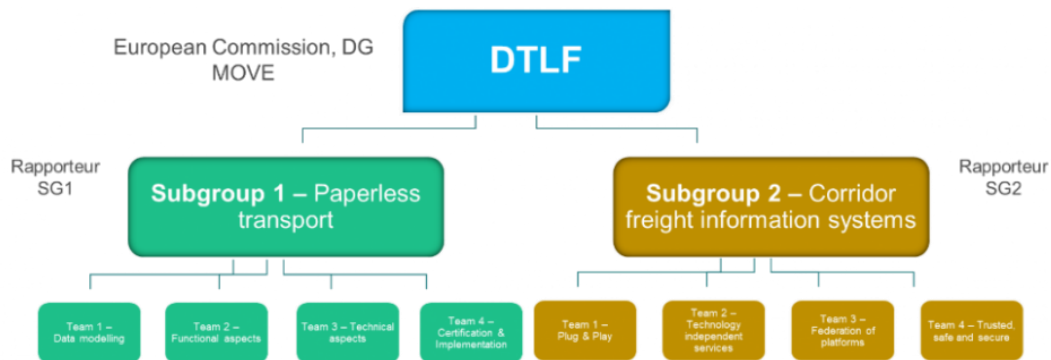 European Commission, DG
MOVE
DTLF
Rapporteur
SG1
Subgroup 1 – Paperless
transport
Subgroup 2 – Corridor
freight information systems
Rapporteur
SG2
Team 1 –
Data modelling
Team 2 –
Functional aspects
Team 3 – Technical
aspects
Team 4 –
Certification &
Implementation
Team 1 –
Plug & Play
Team 2 –
Technology
independent
services
Team 3 –
Federation of
platforms
Team 4 – Trusted,
safe and secure